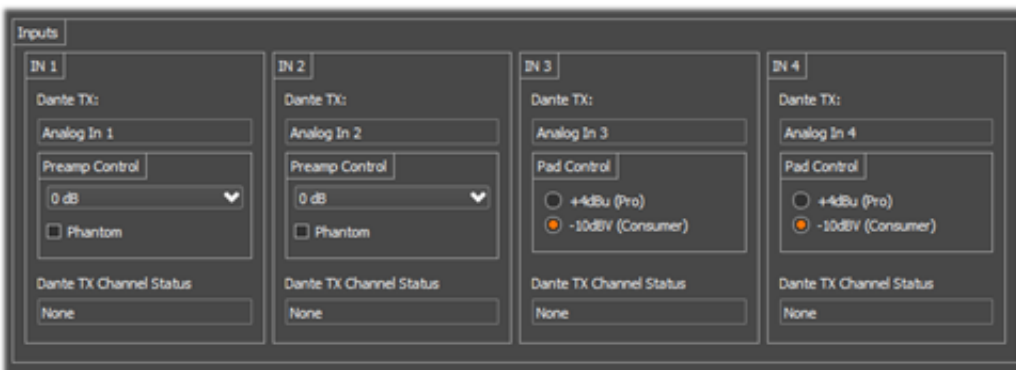 Inputs
IN 1
Dante TX:
Analog In 1
Preamp Control
0 dB
Phantom
Dante TX Channel Status
None
IN 2
Dante TX:
Analog In 2
Preamp Control
0 dB
Phantom
Dante TX Channel Status
None
IN 3
Dante TX:
Analog In 3
Pad Control
+4dBu (Pro)
-10dBV (Consumer)
Dante TX Channel Status
None
IN 4
Dante TX:
Analog In 4
Pad Control
+4dBu (Pro)
-10dBV (Consumer)
Dante TX Channel Status
None